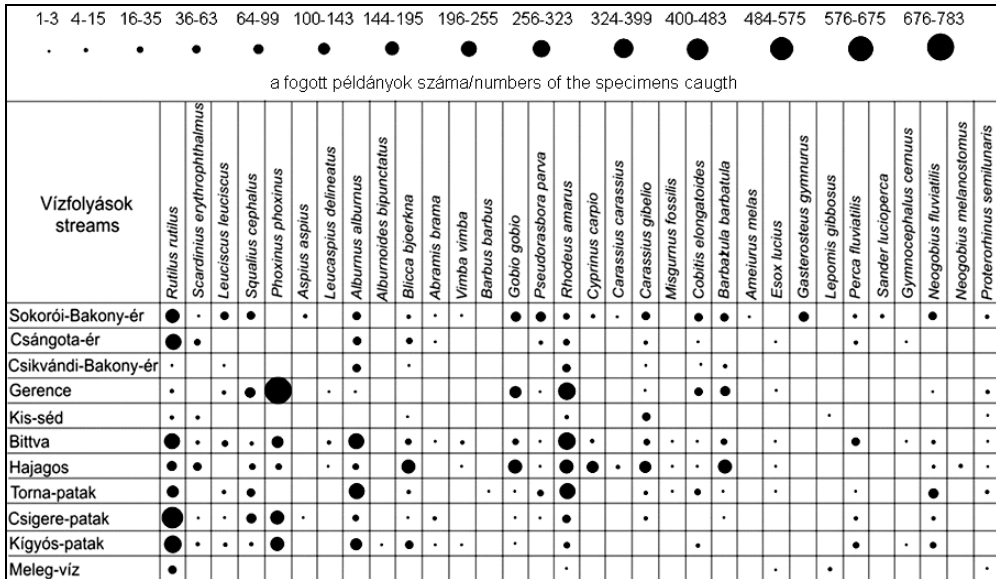 1-3 4-15 16-35 36-63 64-99 100-143 144-195 196-255 256-323 324-399 400-483 484-575 576-675 676-783
a fogott példányok száma/numbers of the specimens caugth
Vízfolyások
streams
Rutilus rutilus
Scardinius erythrophthalmus
Leuciscus leuciscus
Squalius cephalus
Phoxinus phoxinus
Aspius aspius
Leucaspius delineatus
Alburnus alburnus
Alburnoides bipunctatus
Blicca bjoerkna
Abramis brama
Vimba vimba
Barbus barbus
Gobio gobio
Pseudorasbora parva
Rhodeus amarus
Cyprinus carpio
Carassius carassius
Carassius gibelio
Misgurnus fossilis
Cobitis elongatoides
Barbatula barbatula
Ameiurus melas
Esox lucius
Lepomis gibbosus
Gasterosteus gymnurus
Perca fluviatilis
Sander lucioperca
Gymnocephalus cernuus
Neogobius fluviatilis
Neogobius melanostomus
Proterorhinus semilunaris
Sokorói-Bakony-ér
Csángota-ér
Csikvándi-Bakony-ér
Gerence
Kis-séd
Bittva
Hajagos
Torna-patak
Csigere-patak
Kígyós-patak
Meleg-víz